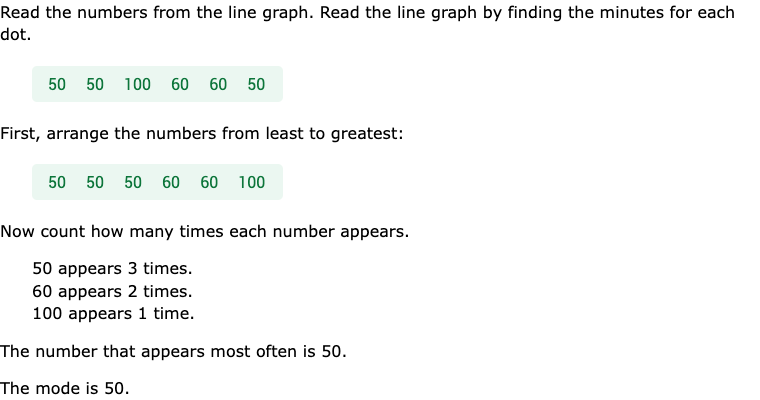 Read the numbers from the line graph. Read the line graph by finding the minutes for each
dot.
50 50 100 60 60 50
First, arrange the numbers from least to greatest:
50 50 50 60 60 100
Now count how many times each number appears.
50 appears 3 times.
60 appears 2 times.
100 appears 1 time.
The number that appears most often is 50.
The mode is 50.